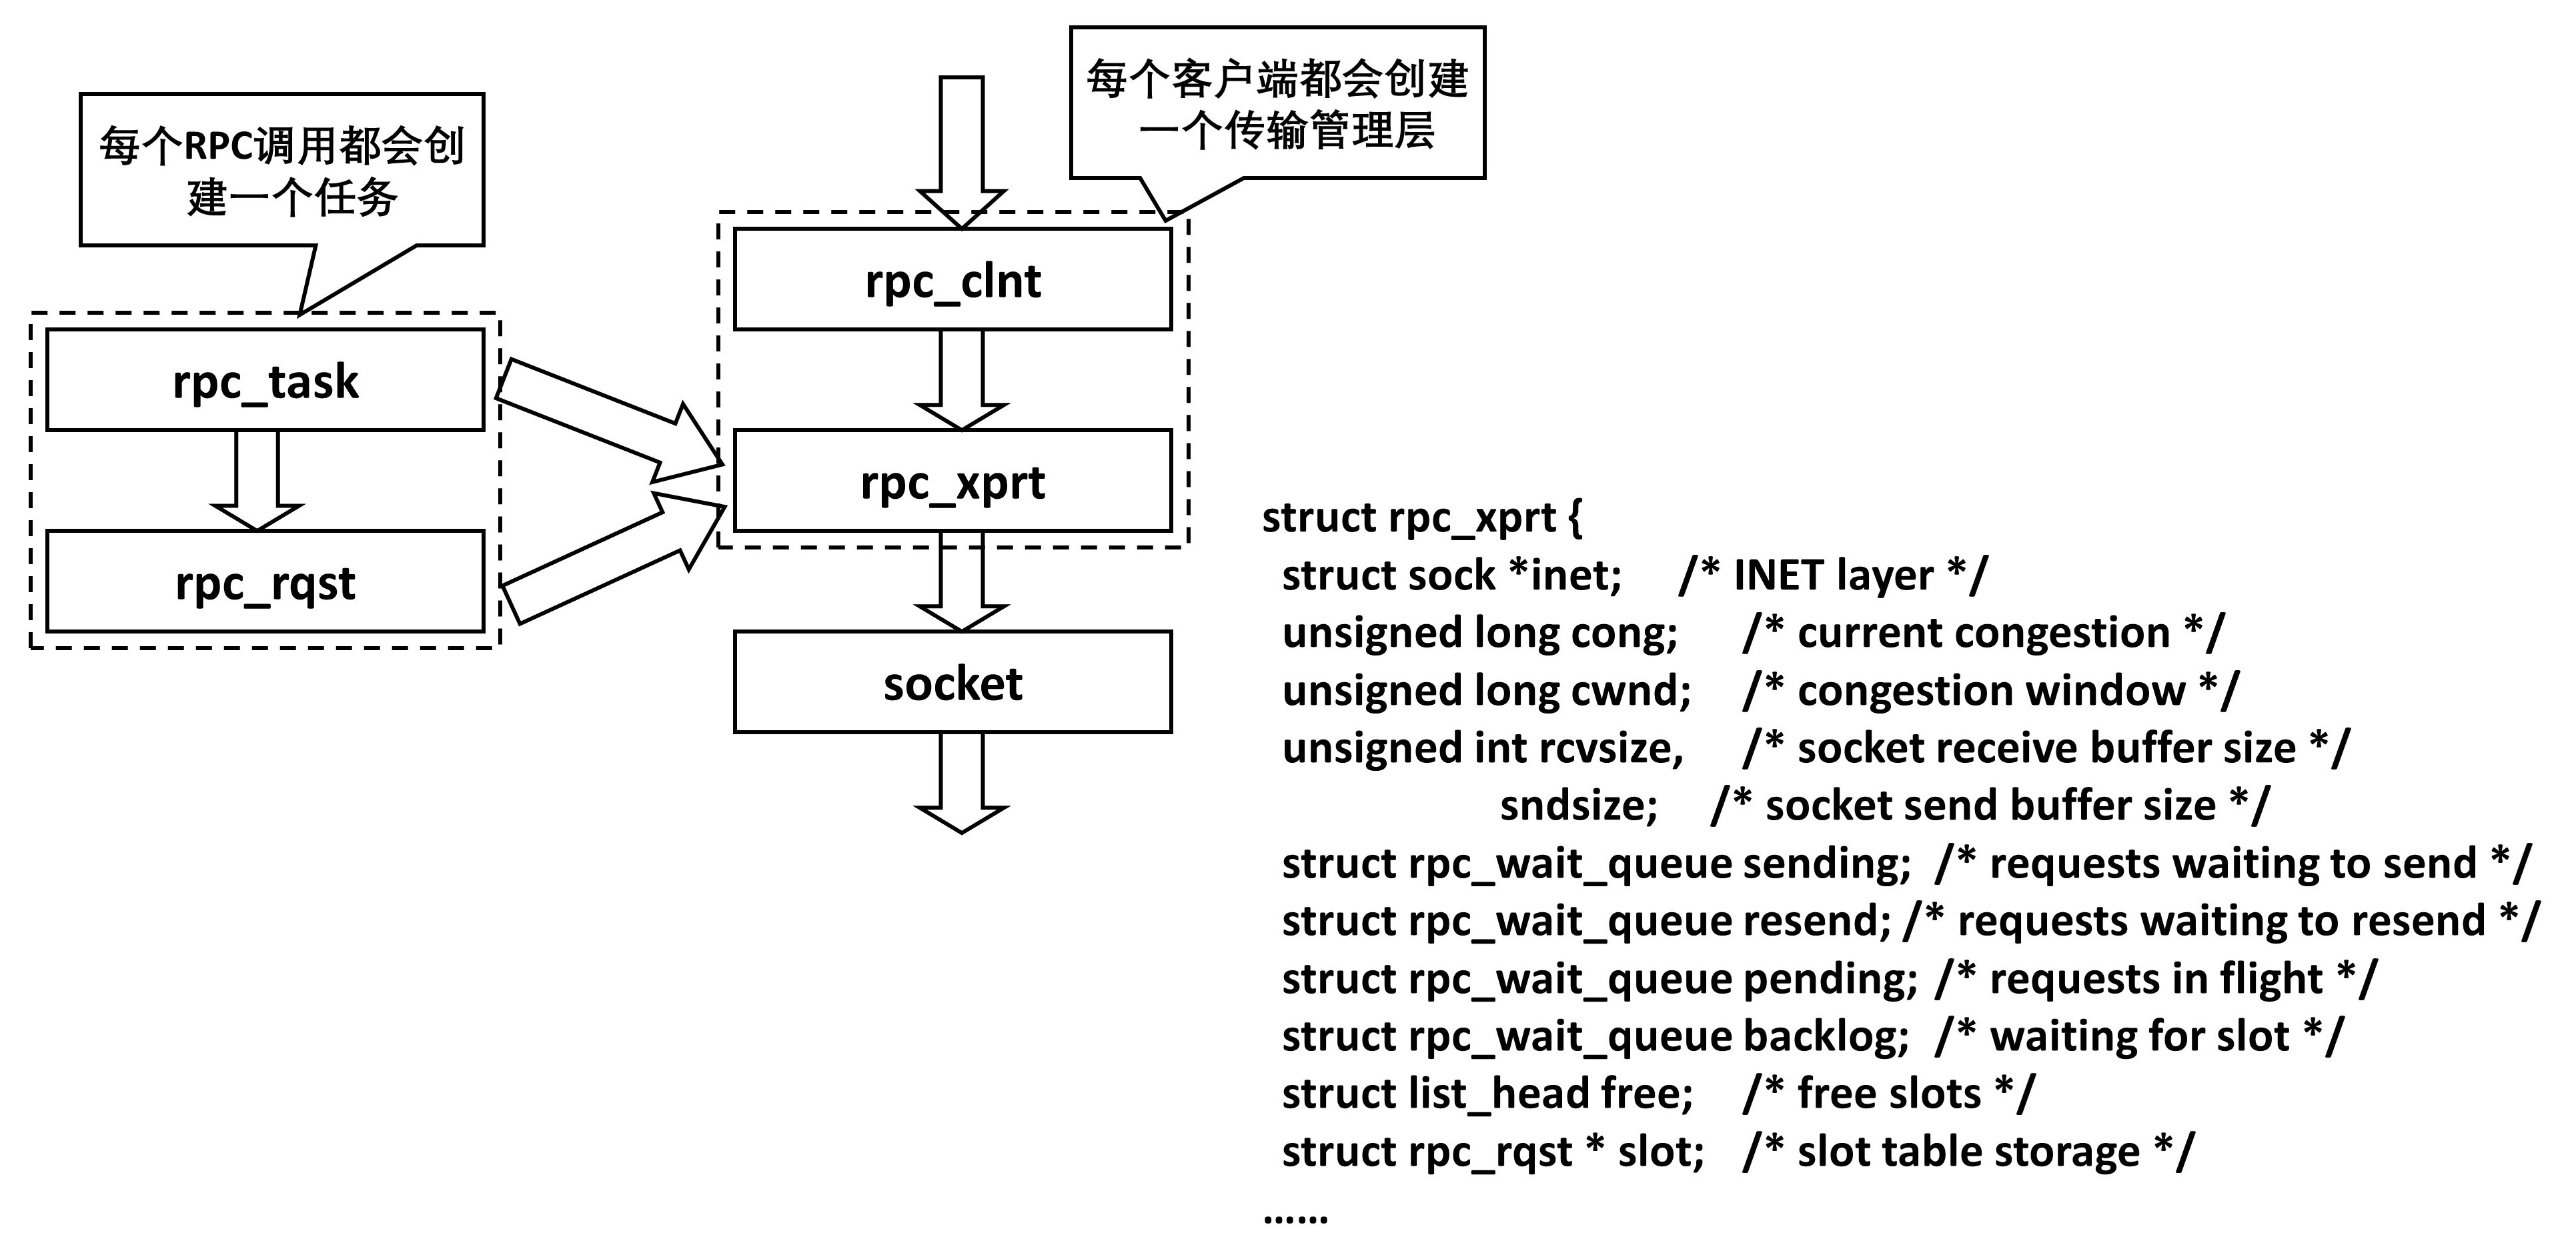 每个客户端都会创建
一个传输管理层
每个RPC调用都会创
建一个任务
rpc_clnt
rpc_task
rpc_xprt
rpc_rqst
socket
struct rpc_xprt {
struct sock *inet; /* INET layer */
unsigned long cong; /* current congestion */
unsigned long cwnd; /* congestion window */
unsigned int rcvsize, /* socket receive buffer size */
sndsize; /* socket send buffer size */
struct rpc_wait_queue sending; /* requests waiting to send */
struct rpc_wait_queue resend; /* requests waiting to resend */
struct rpc_wait_queue pending; /* requests in flight */
struct rpc_wait_queue backlog; /* waiting for slot */
struct list_head free; /* free slots */
struct rpc_rqst * slot; /* slot table storage */
……